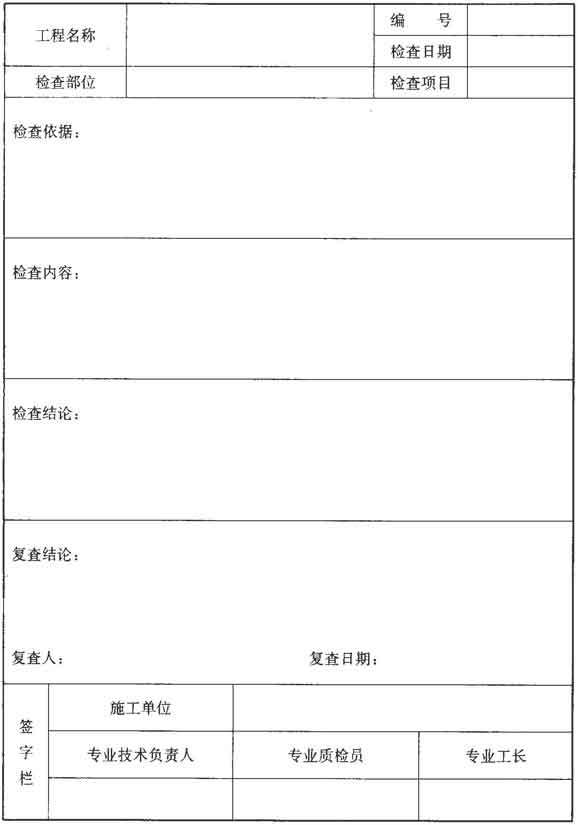 工程名称
编 号
检查日期
检查部位
检查项目
检查依据：
检查内容：
检查结论：
复查结论：
复查人： 复查日期：
签字栏
施工单位
专业技术负责人 专业质检员 专业工长